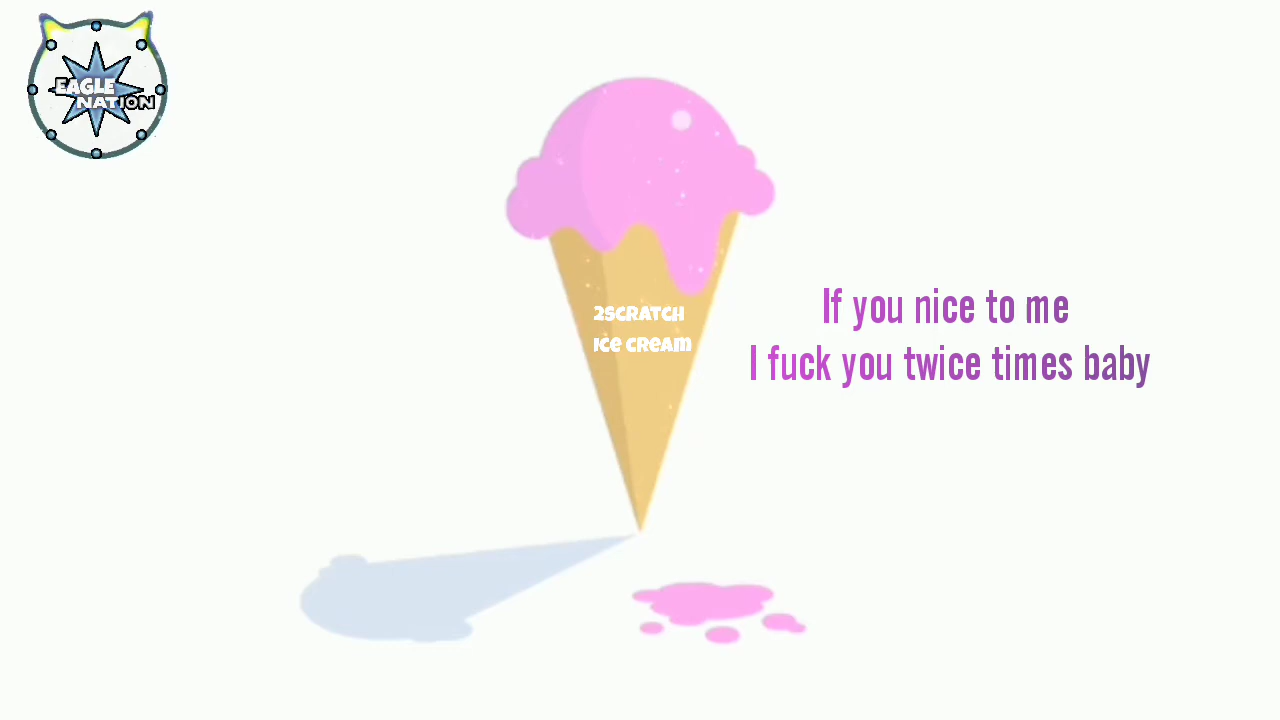 EAGLE
NATION
2SCRATCH
ICE CREAM
If you nice to me
I fuck you twice times baby